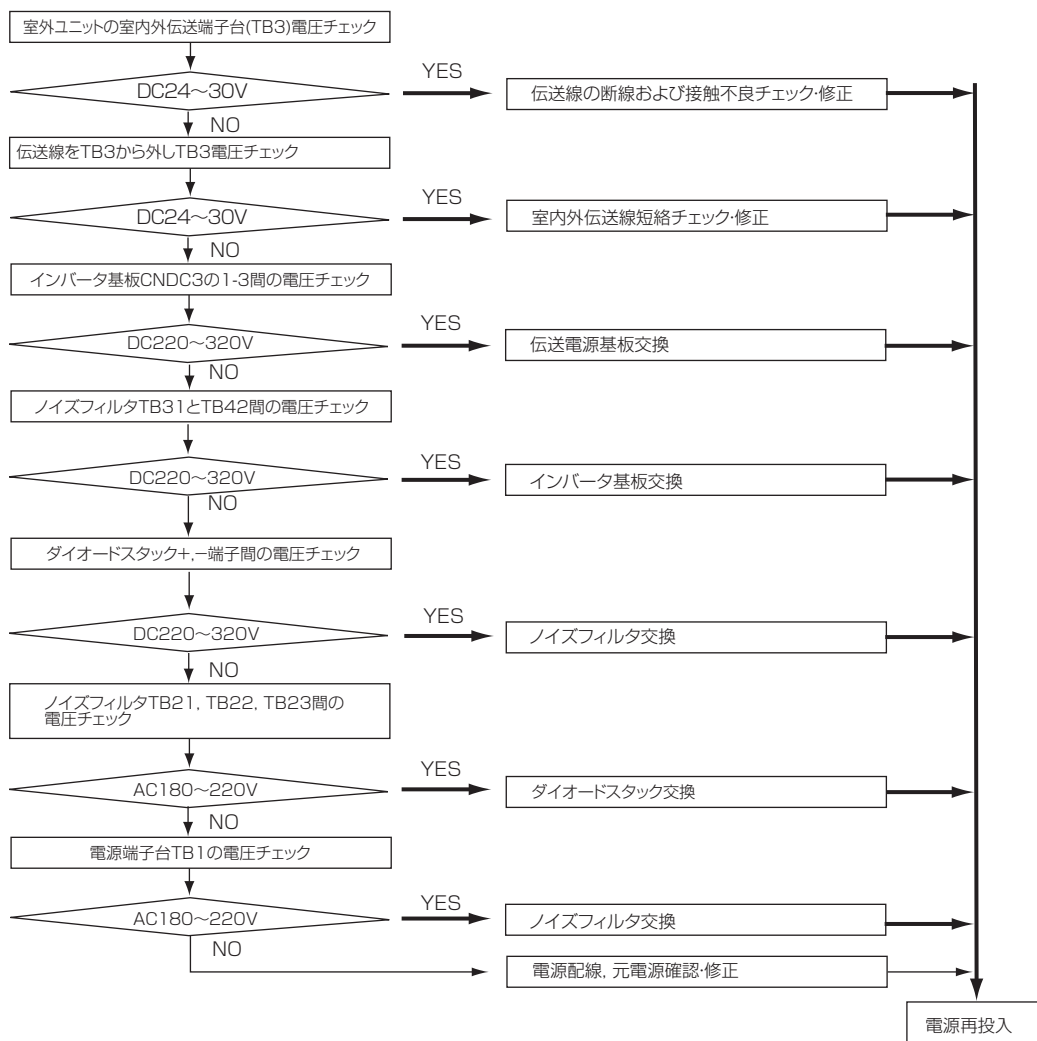 室外ユニットの室内外伝送端子台(TB3)電圧チェック
DC24～30V
YES
伝送線の断線および接触不良チェック・修正
NO
伝送線をTB3から外しTB3電圧チェック
DC24～30V
YES
室内外伝送線短絡チェック・修正
NO
インバータ基板CNDC3の1-3間の電圧チェック
DC220～320V
YES
伝送電源基板交換
NO
ノイズフィルタTB31とTB42間の電圧チェック
DC220～320V
YES
インバータ基板交換
NO
ダイオードスタック+,−端子間の電圧チェック
DC220～320V
YES
ノイズフィルタ交換
NO
ノイズフィルタTB21, TB22, TB23間の
電圧チェック
AC180～220V
YES
ダイオードスタック交換
NO
電源端子台TB1の電圧チェック
AC180～220V
YES
ノイズフィルタ交換
NO
電源配線, 元電源確認・修正
電源再投入